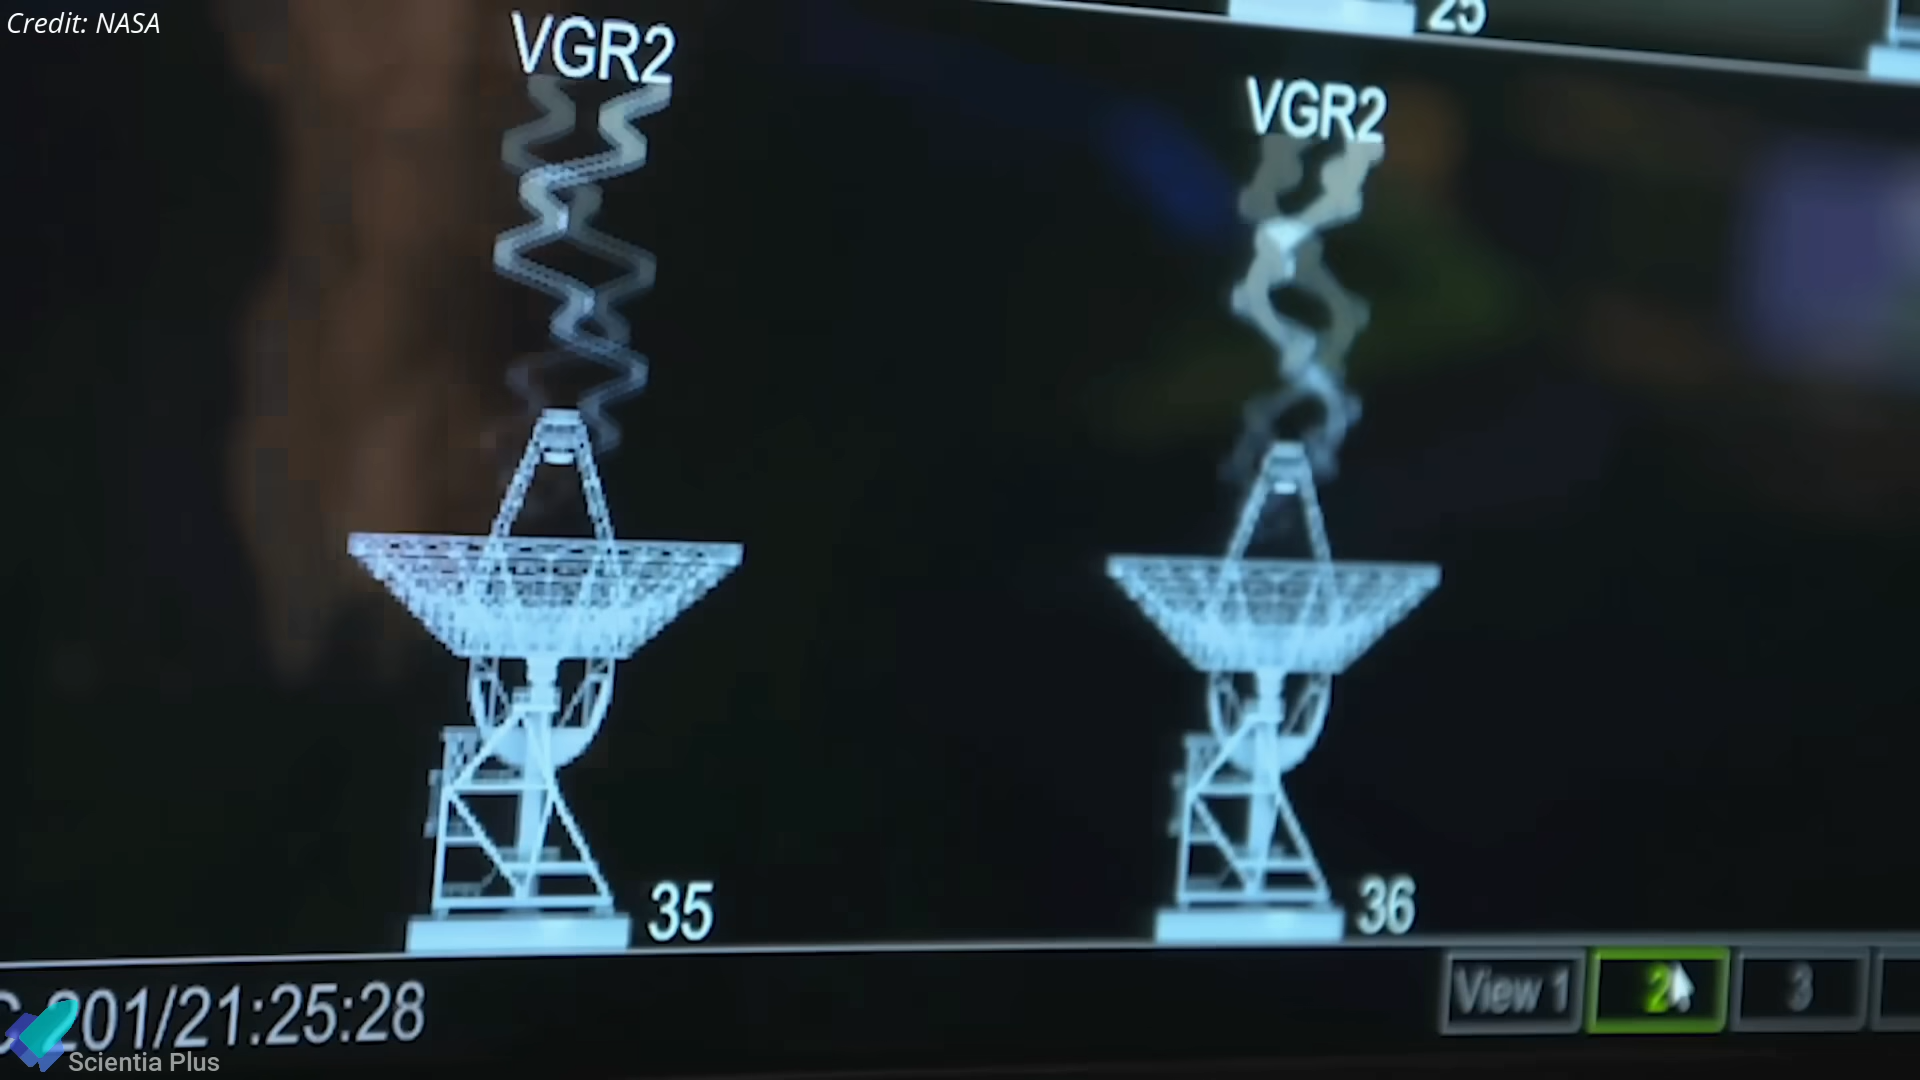 Credit: NASA
25
VGR2
VGR2
35
36
201/21:25:28
View 1
2
3
Scientia Plus